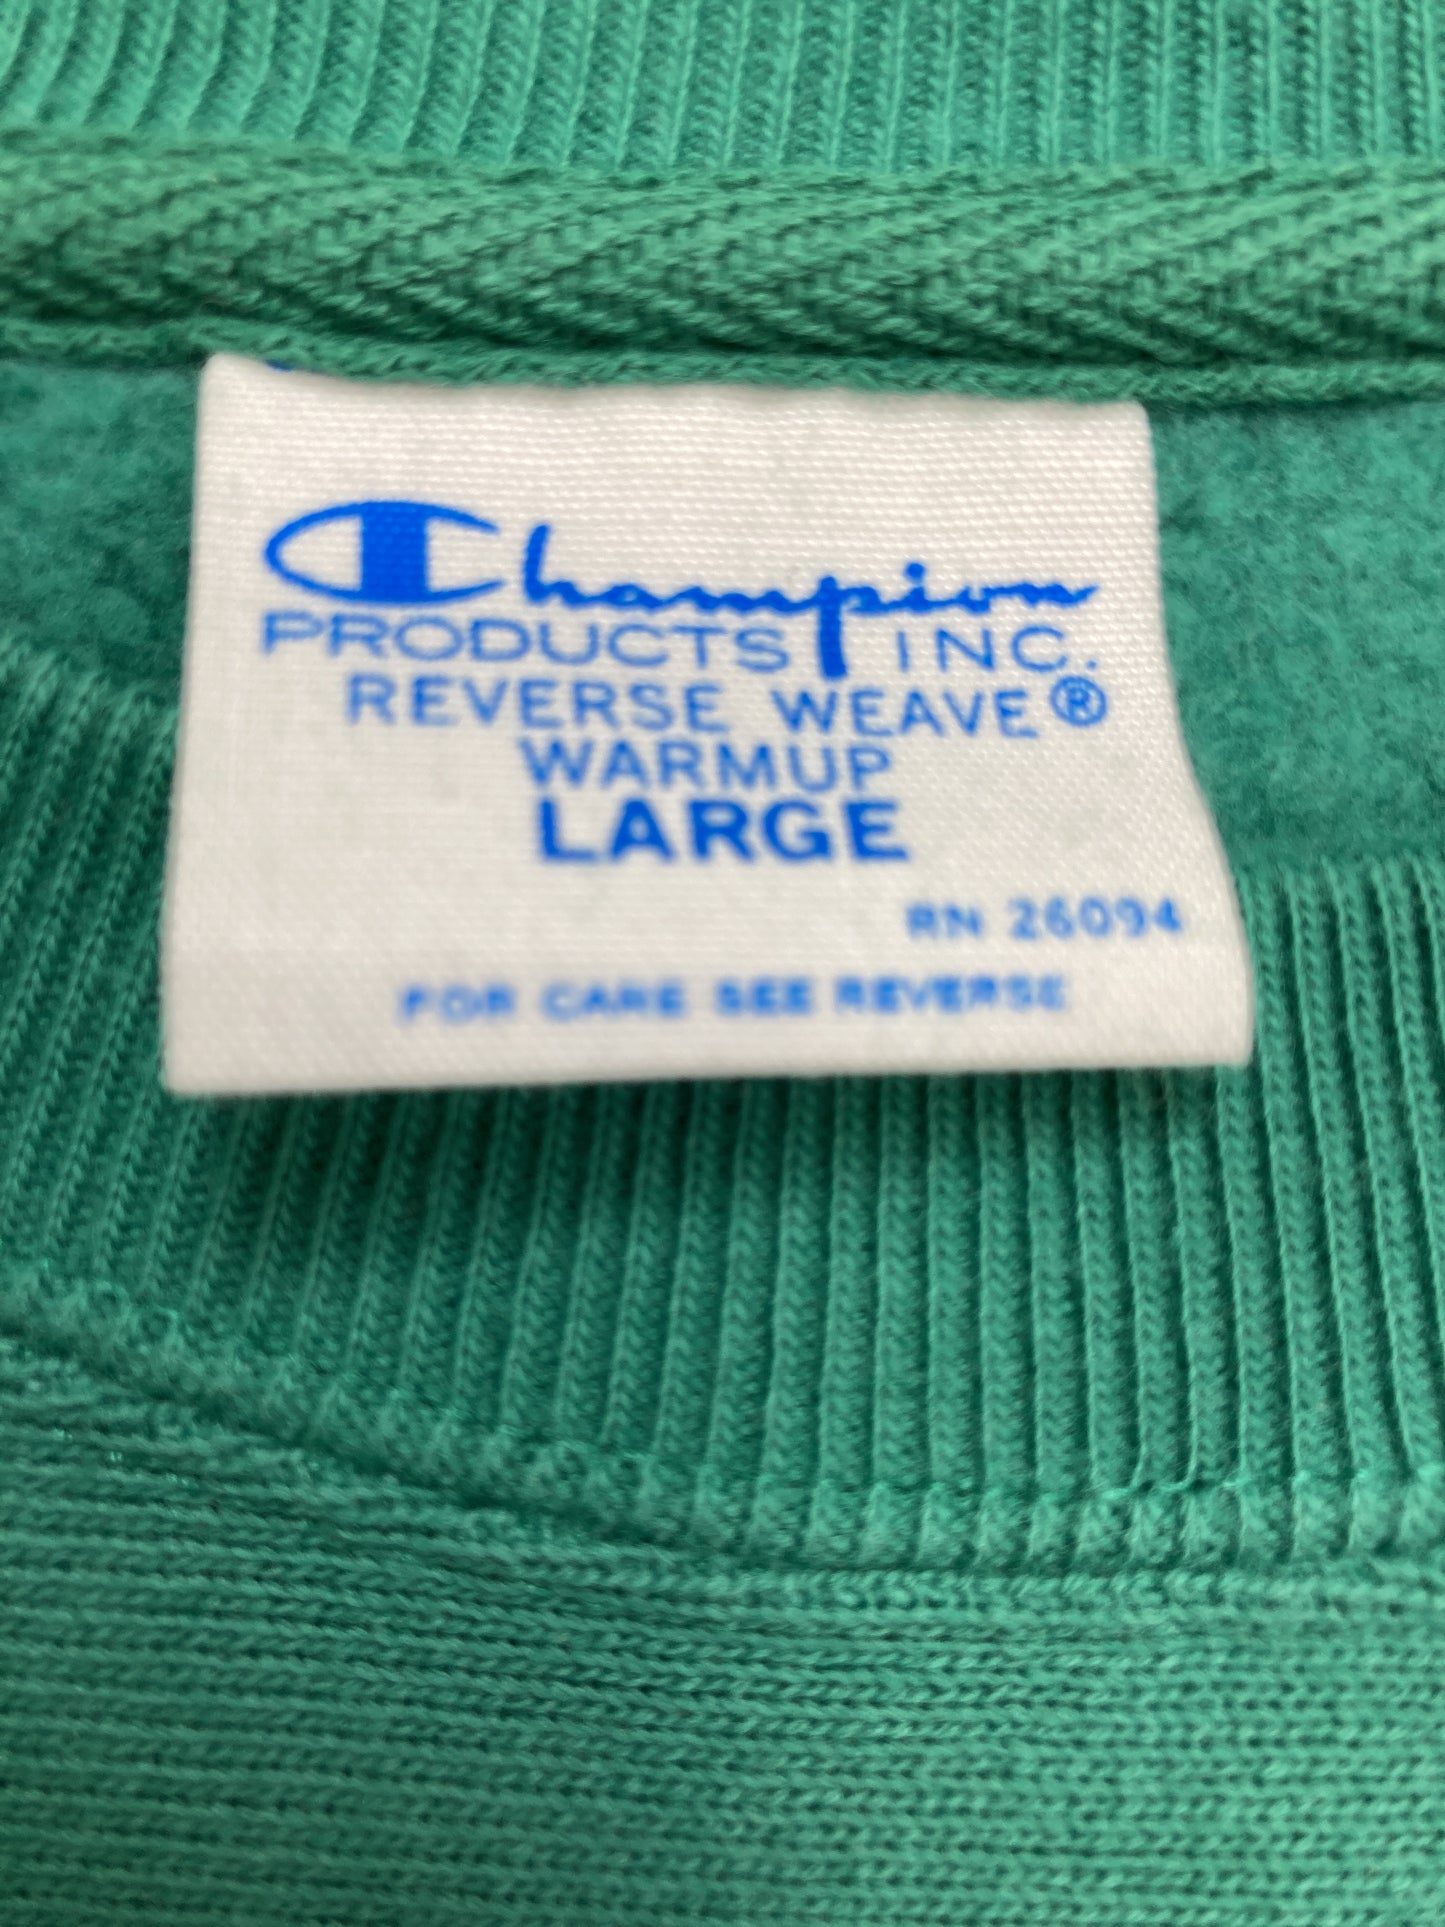 Champion
PRODUCTS INC.
REVERSE WEAVE®
WARMUP
LARGE
RN 26094
FOR CARE SEE REVERSE